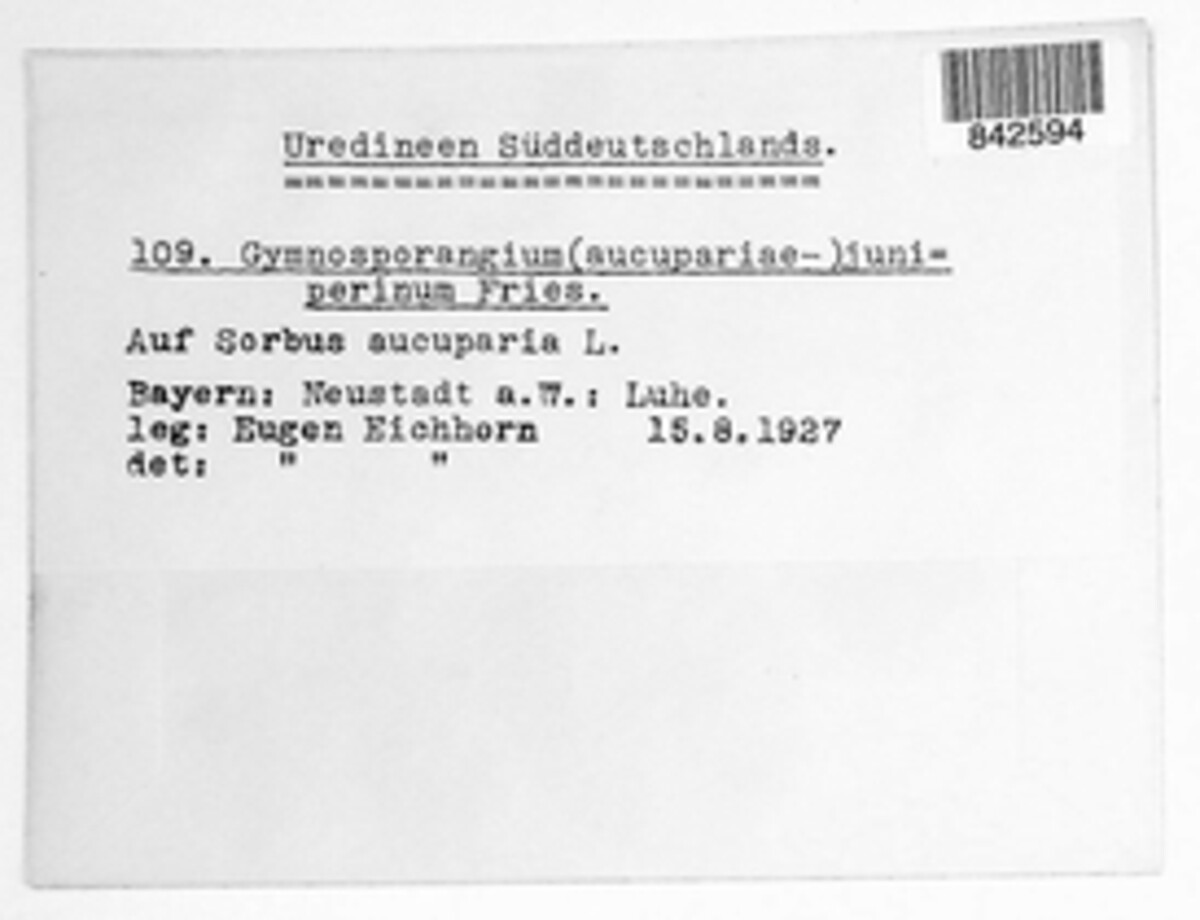 842594
Uredineen Süddeutschlands.
=========================
109. Gymnosporangium(aucupariae-)juni=
perinum Fries.
Auf Sorbus aucuparia L.
Bayern: Neustadt a.W.: Luhe.
leg: Eugen Eichhorn 15.8.1927
det: " "